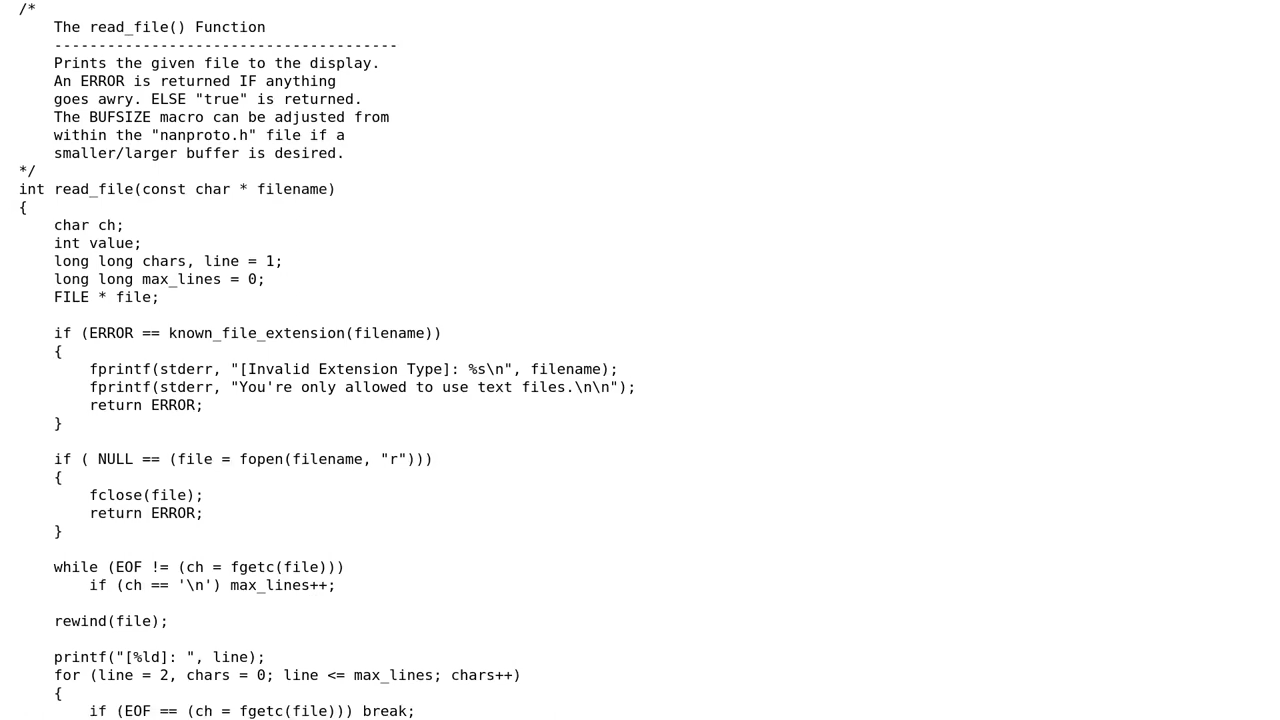 /*
    The read_file() Function
    ---------------------------------------
    Prints the given file to the display.
    An ERROR is returned IF anything
    goes awry. ELSE "true" is returned.
    The BUFSIZE macro can be adjusted from
    within the "nanproto.h" file if a
    smaller/larger buffer is desired.
*/
int read_file(const char * filename)
{
    char ch;
    int value;
    long long chars, line = 1;
    long long max_lines = 0;
    FILE * file;

    if (ERROR == known_file_extension(filename))
    {
        fprintf(stderr, "[Invalid Extension Type]: %s\n", filename);
        fprintf(stderr, "You're only allowed to use text files.\n\n");
        return ERROR;
    }

    if ( NULL == (file = fopen(filename, "r")))
    {
        fclose(file);
        return ERROR;
    }

    while (EOF != (ch = fgetc(file)))
        if (ch == '\n') max_lines++;

    rewind(file);

    printf("[%ld]: ", line);
    for (line = 2, chars = 0; line <= max_lines; chars++)
    {
        if (EOF == (ch = fgetc(file))) break;